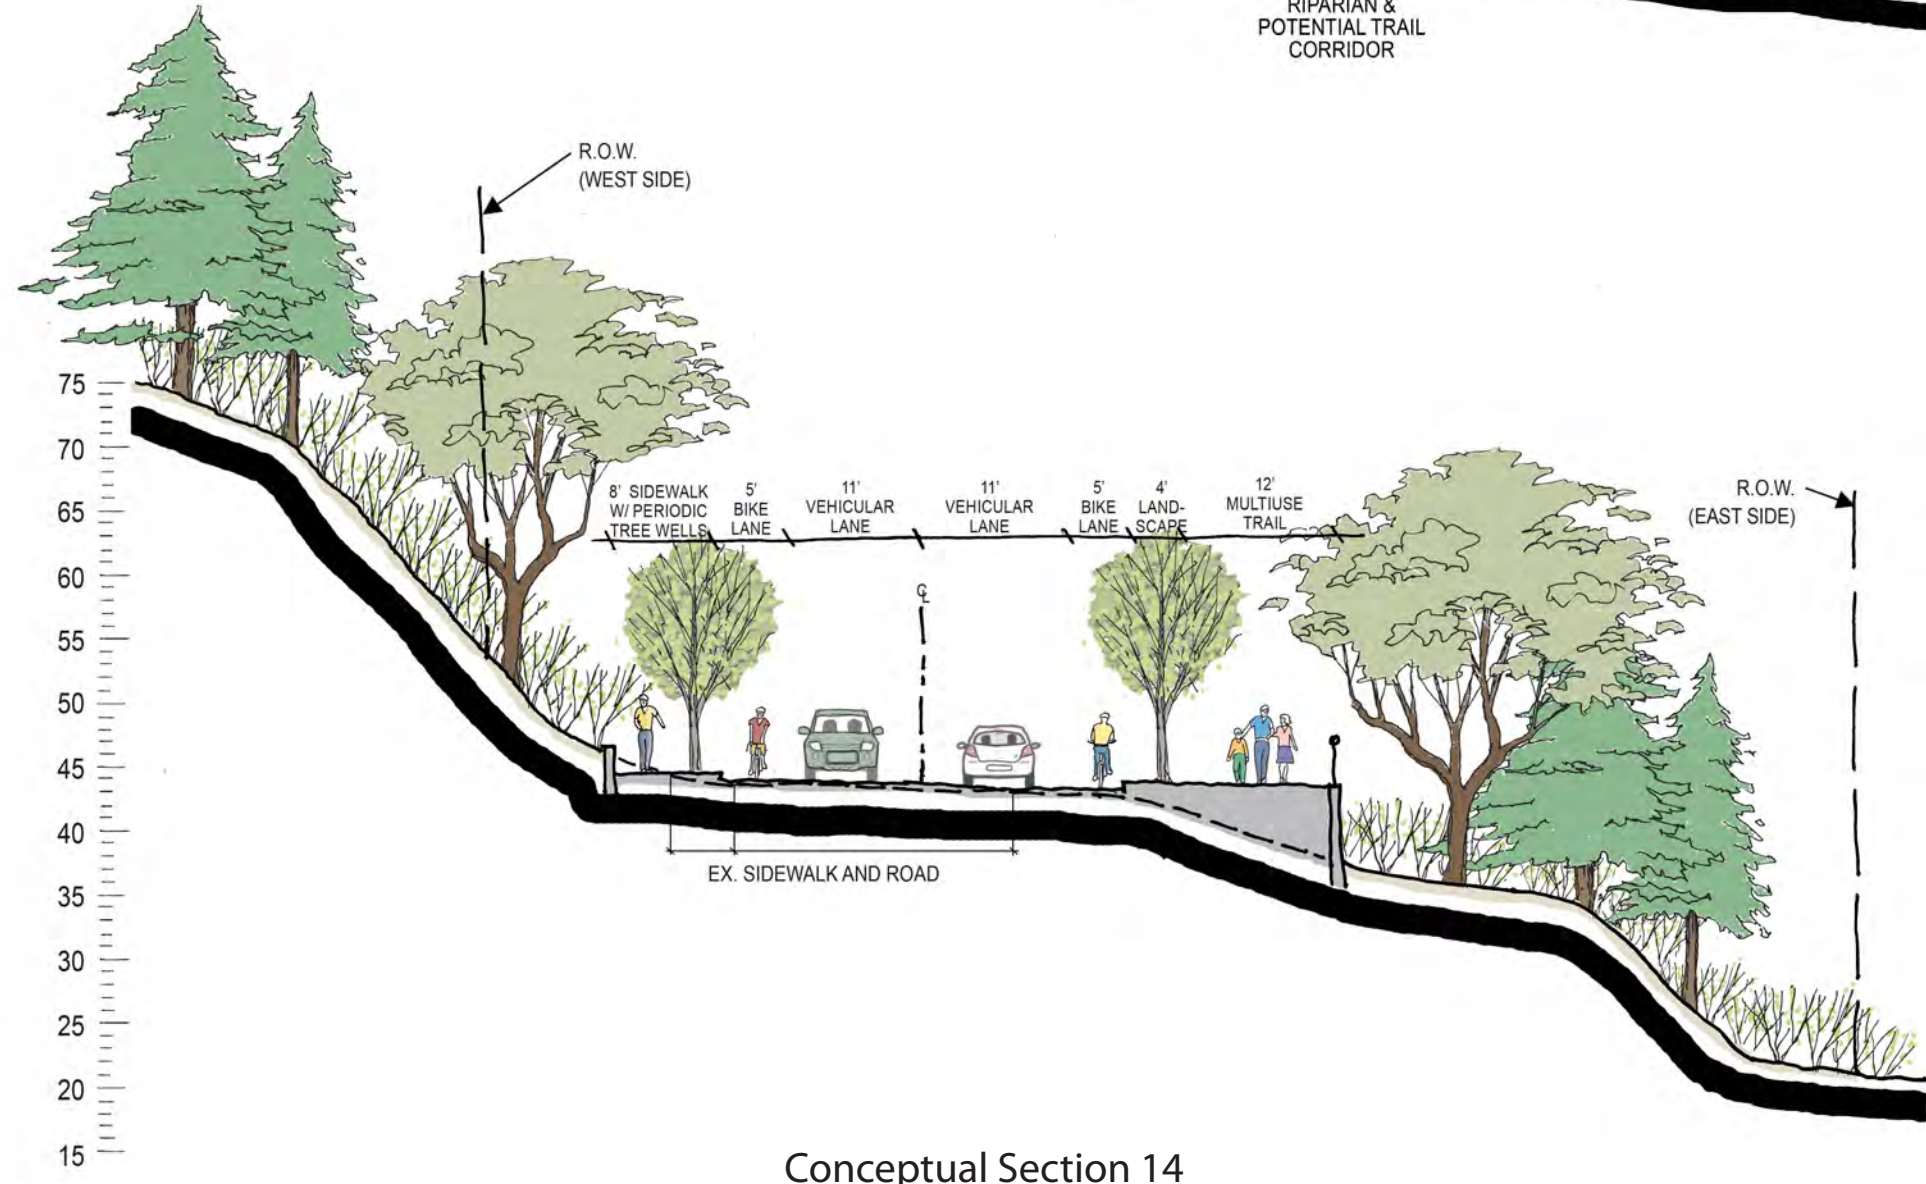 RIPARIAN &
POTENTIAL TRAIL
CORRIDOR
R.O.W.
(WEST SIDE)
8' SIDEWALK
W/ PERIODIC
TREE WELLS
5'
BIKE
LANE
11'
VEHICULAR
LANE
11'
VEHICULAR
LANE
5'
BIKE
LANE
4'
LAND-
SCAPE
12'
MULTIUSE
TRAIL
R.O.W.
(EAST SIDE)
℄
75
70
65
60
55
50
45
40
35
30
25
20
15
EX. SIDEWALK AND ROAD
Conceptual Section 14